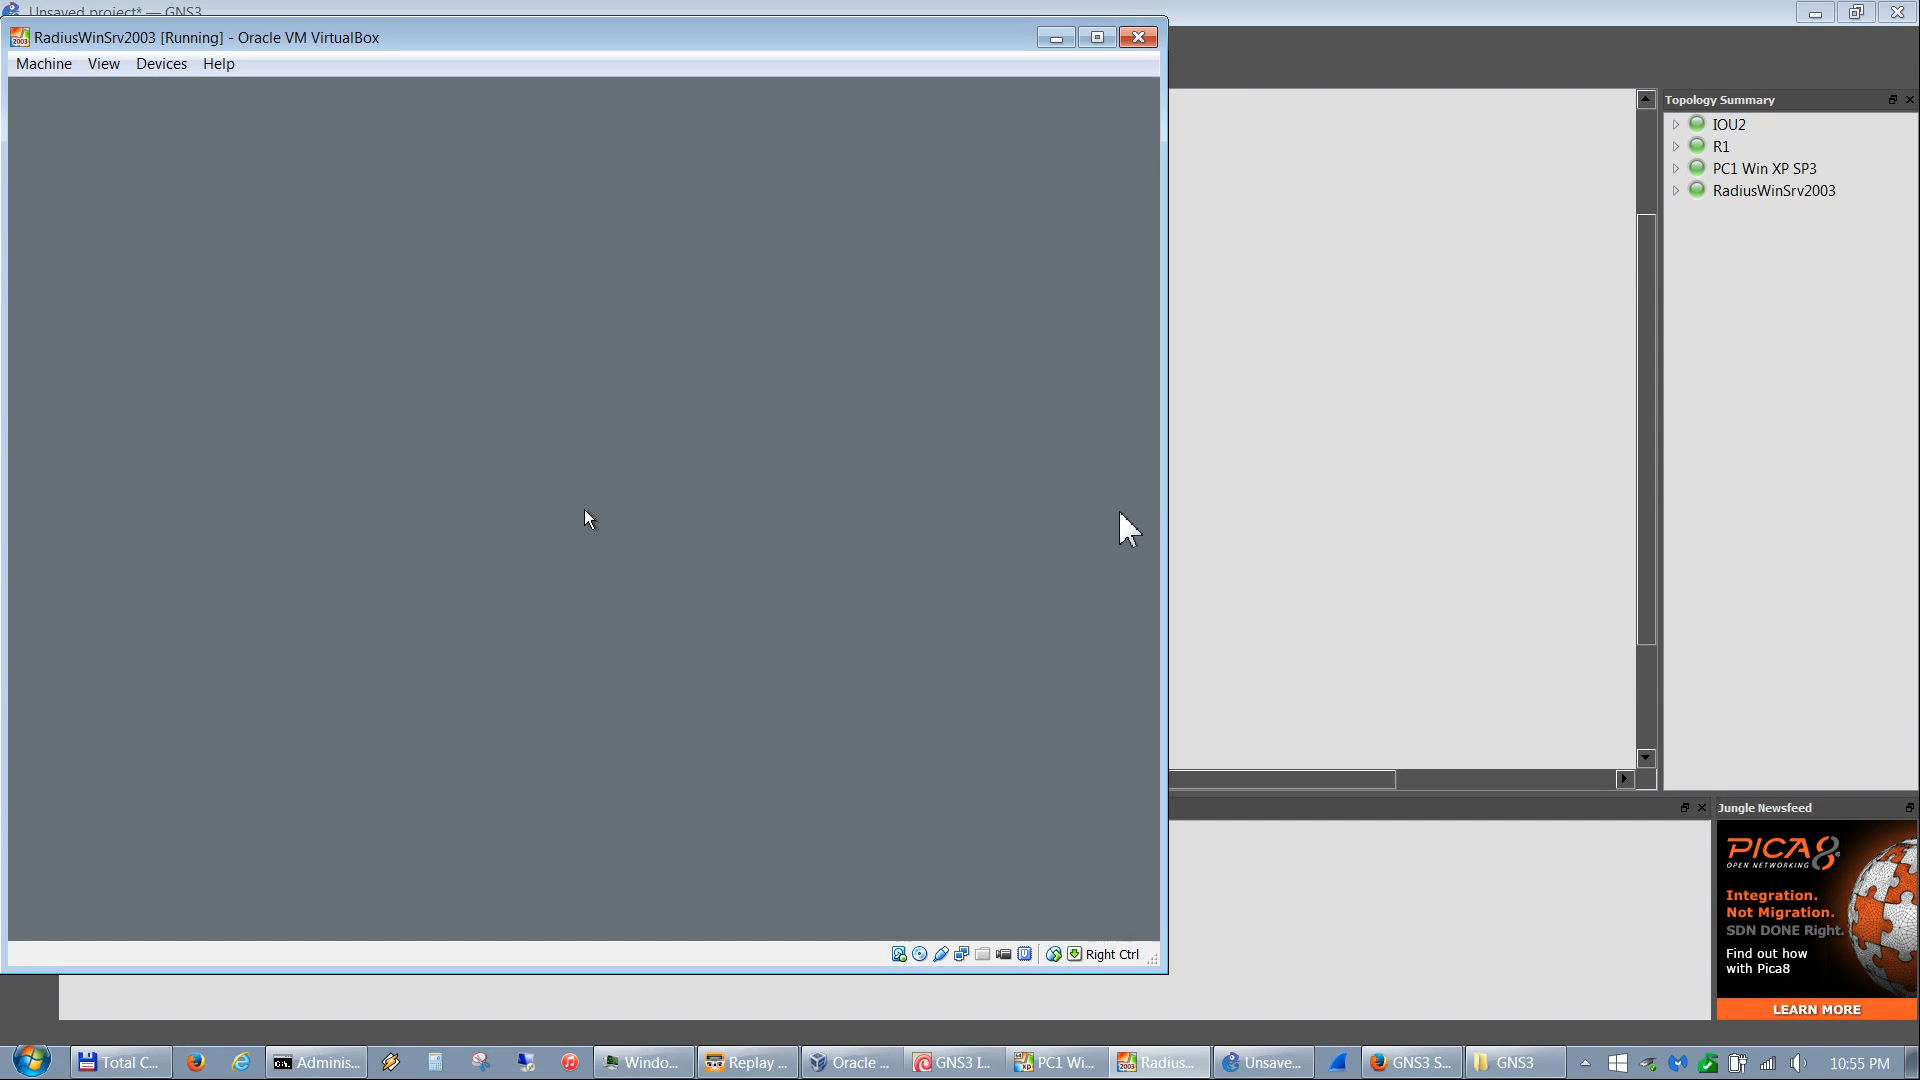 Unsaved project* — GNS3
RadiusWinSrv2003 [Running] - Oracle VM VirtualBox
Machine View Devices Help
Topology Summary
IOU2
R1
PC1 Win XP SP3
RadiusWinSrv2003
Jungle Newsfeed
PICA8
OPEN NETWORKING
Integration.
Not Migration.
SDN DONE Right.
Find out how
with Pica8
LEARN MORE
Right Ctrl
Total C... Adminis... Windo... Replay ... Oracle ... GNS3 I... PC1 Wi... Radius... Unsave... GNS3 S... GNS3 10:55 PM